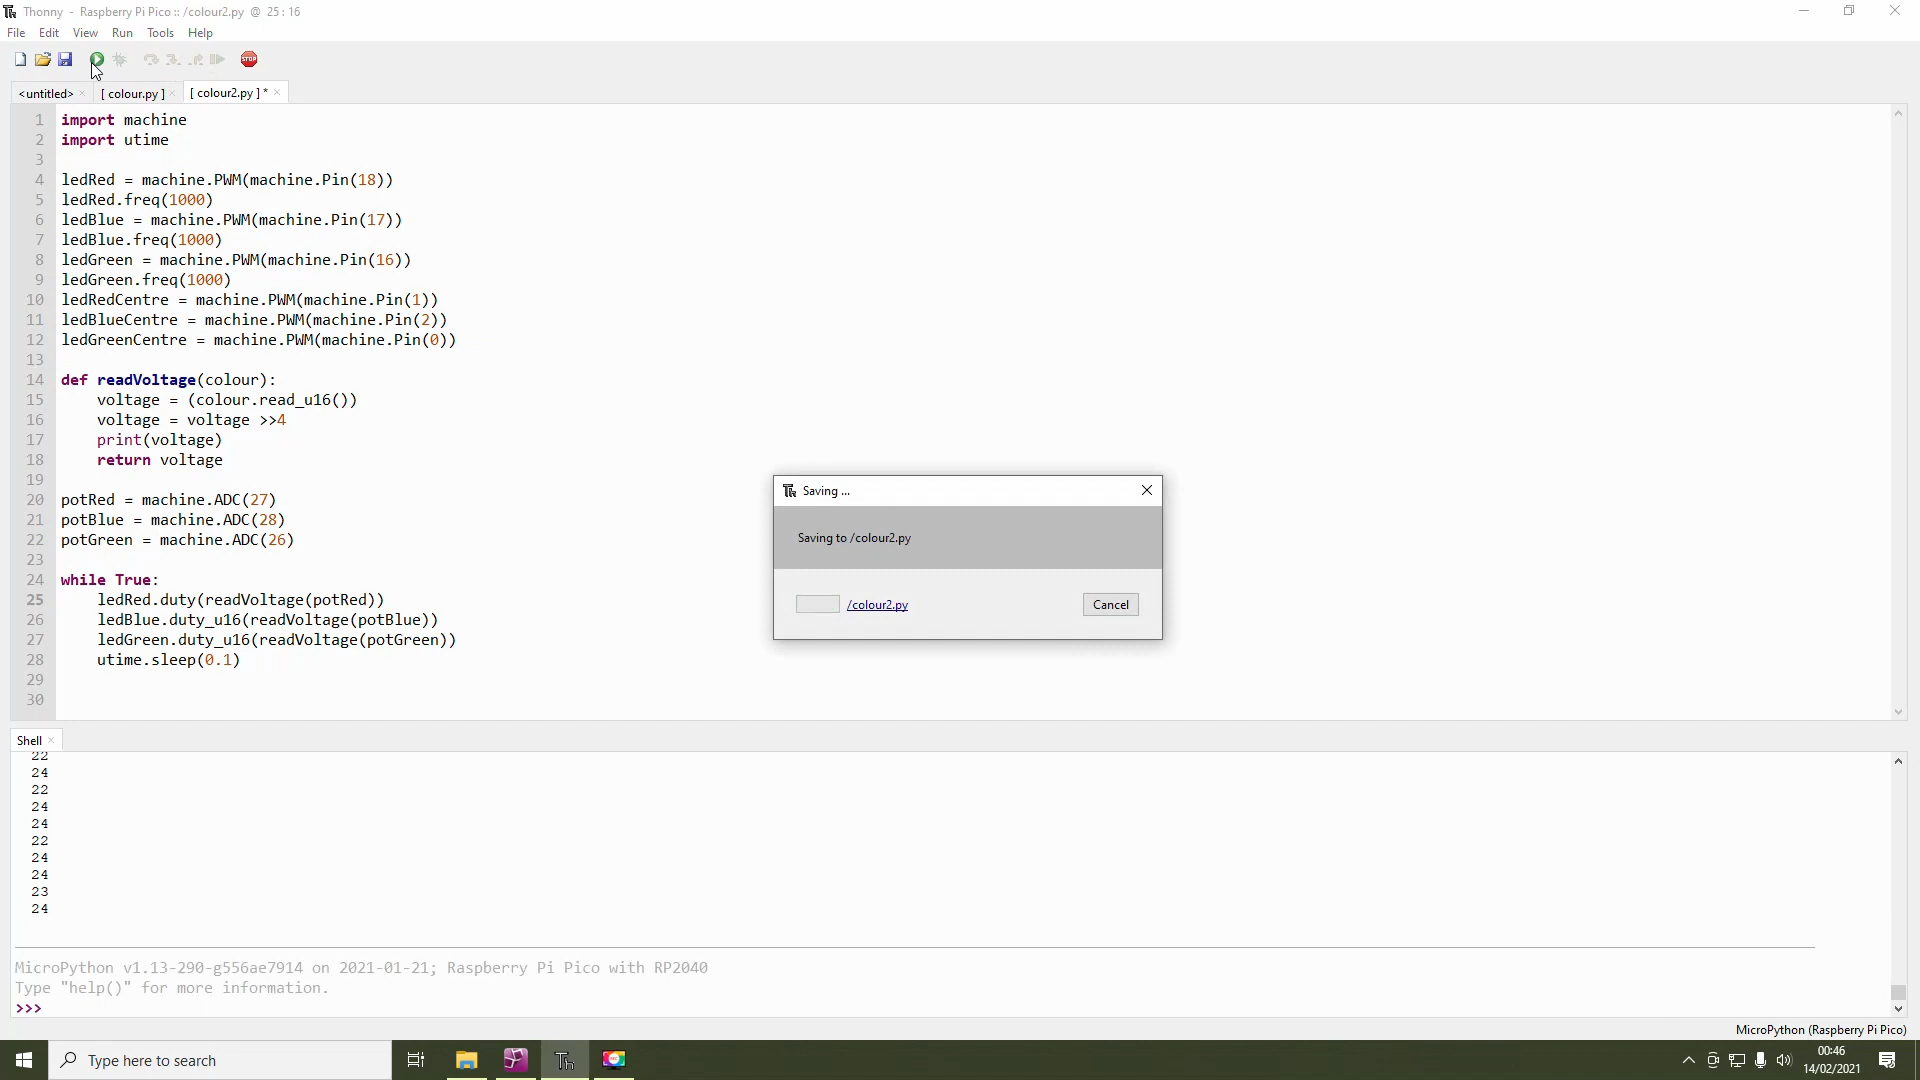 Thonny - Raspberry Pi Pico :: /colour2.py @ 25 : 16
File Edit View Run Tools Help
STOP
<untitled> × [ colour.py ] × [ colour2.py ] * ×
1 import machine
2 import utime
3
4 ledRed = machine.PWM(machine.Pin(18))
5 ledRed.freq(1000)
6 ledBlue = machine.PWM(machine.Pin(17))
7 ledBlue.freq(1000)
8 ledGreen = machine.PWM(machine.Pin(16))
9 ledGreen.freq(1000)
10 ledRedCentre = machine.PWM(machine.Pin(1))
11 ledBlueCentre = machine.PWM(machine.Pin(2))
12 ledGreenCentre = machine.PWM(machine.Pin(0))
13
14 def readVoltage(colour):
15     voltage = (colour.read_u16())
16     voltage = voltage >>4
17     print(voltage)
18     return voltage
19
20 potRed = machine.ADC(27)
21 potBlue = machine.ADC(28)
22 potGreen = machine.ADC(26)
23
24 while True:
25     ledRed.duty(readVoltage(potRed))
26     ledBlue.duty_u16(readVoltage(potBlue))
27     ledGreen.duty_u16(readVoltage(potGreen))
28     utime.sleep(0.1)
29
30
Saving ...
Saving to /colour2.py
/colour2.py Cancel
Shell ×
22
24
22
24
24
22
24
24
23
24
MicroPython v1.13-290-g556ae7914 on 2021-01-21; Raspberry Pi Pico with RP2040
Type "help()" for more information.
>>>
MicroPython (Raspberry Pi Pico)
Type here to search
00:46
14/02/2021